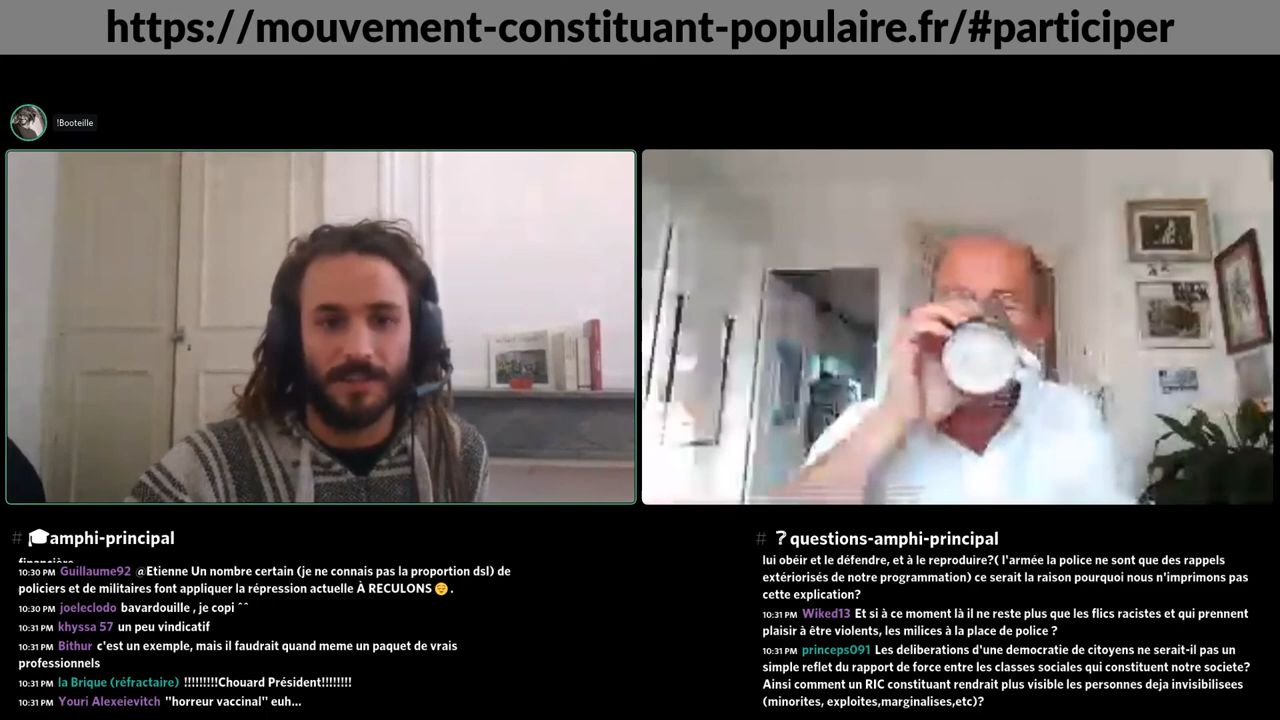 https://mouvement-constituant-populaire.fr/#participer
!Booteille
# 🎓amphi-principal
financière
10:30 PM Guillaume92 @Etienne Un nombre certain (je ne connais pas la proportion dsl) de
policiers et de militaires font appliquer la répression actuelle À RECULONS 😌 .
10:30 PM joeleclodo bavardouille , je copi ^^
10:31 PM khyssa 57 un peu vindicatif
10:31 PM Bithur c'est un exemple, mais il faudrait quand meme un paquet de vrais
professionnels
10:31 PM la Brique (réfractaire) !!!!!!!!!Chouard Président!!!!!!!!
10:31 PM Youri Alexeievitch "horreur vaccinal" euh...
# ❔questions-amphi-principal
lui obéir et le défendre, et à le reproduire?( l'armée la police ne sont que des rappels
extériorisés de notre programmation) ce serait la raison pourquoi nous n'imprimons pas
cette explication?
10:31 PM Wiked13 Et si à ce moment là il ne reste plus que les flics racistes et qui prennent
plaisir à être violents, les milices à la place de police ?
10:31 PM princeps091 Les deliberations d'une democratie de citoyens ne serait-il pas un
simple reflet du rapport de force entre les classes sociales qui constituent notre societe?
Ainsi comment un RIC constituant rendrait plus visible les personnes deja invisibilisees
(minorites, exploites,marginalises,etc)?